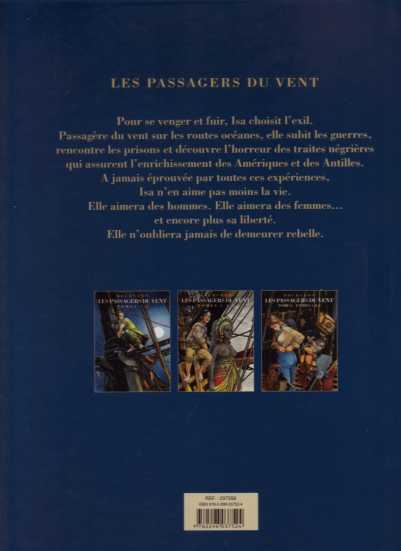 LES PASSAGERS DU VENT
Pour se venger et fuir, Isa choisit l'exil.
Passagère du vent sur les routes océanes, elle subit les guerres,
rencontre les prisons et découvre l'horreur des traites négrières
qui assurent l'enrichissement des Amériques et des Antilles.
A jamais éprouvée par toutes ces expériences,
Isa n'en aime pas moins la vie.
Elle aimera des hommes. Elle aimera des femmes...
et encore plus sa liberté.
Elle n'oubliera jamais de demeurer rebelle.
BOURGEON
LES PASSAGERS DU VENT
BOURGEON
LES PASSAGERS DU VENT
BOURGEON
LES PASSAGERS DU VENT